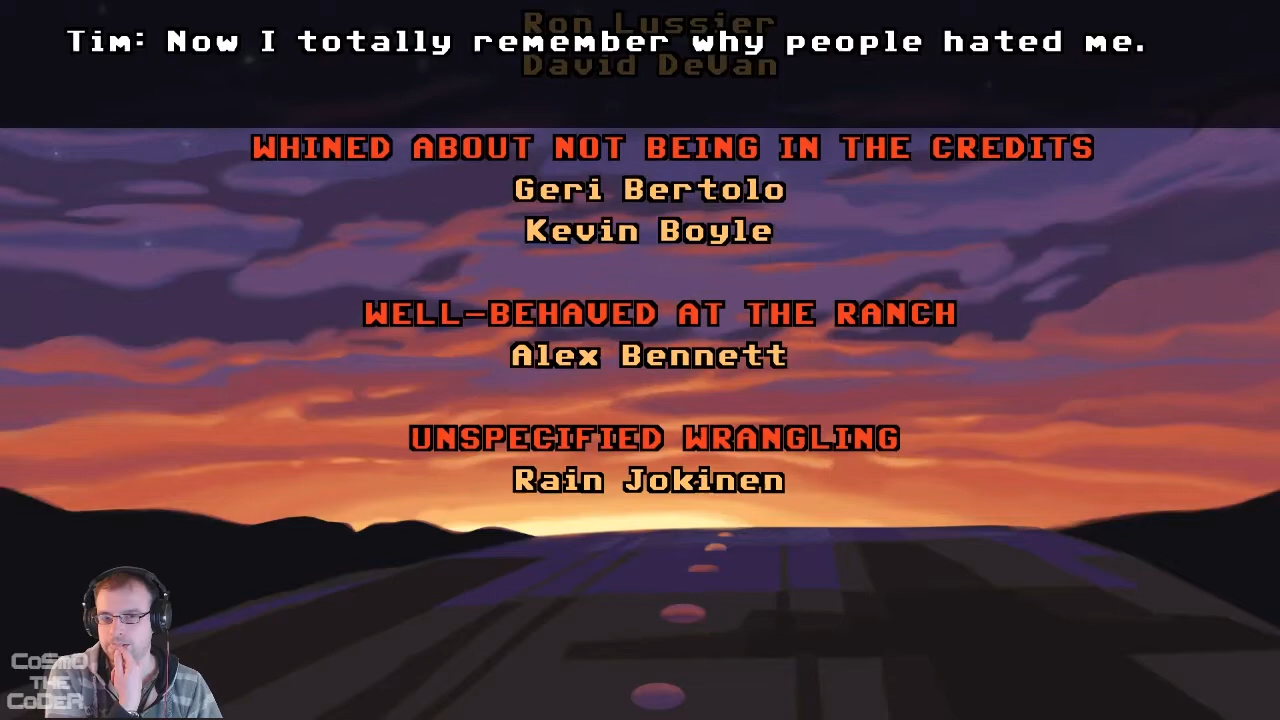 Ron Lussier
Tim: Now I totally remember why people hated me.
David DeVan
WHINED ABOUT NOT BEING IN THE CREDITS
Geri Bertolo
Kevin Boyle
WELL-BEHAVED AT THE RANCH
Alex Bennett
UNSPECIFIED WRANGLING
Rain Jokinen
CoSmO
THE
CoDeR